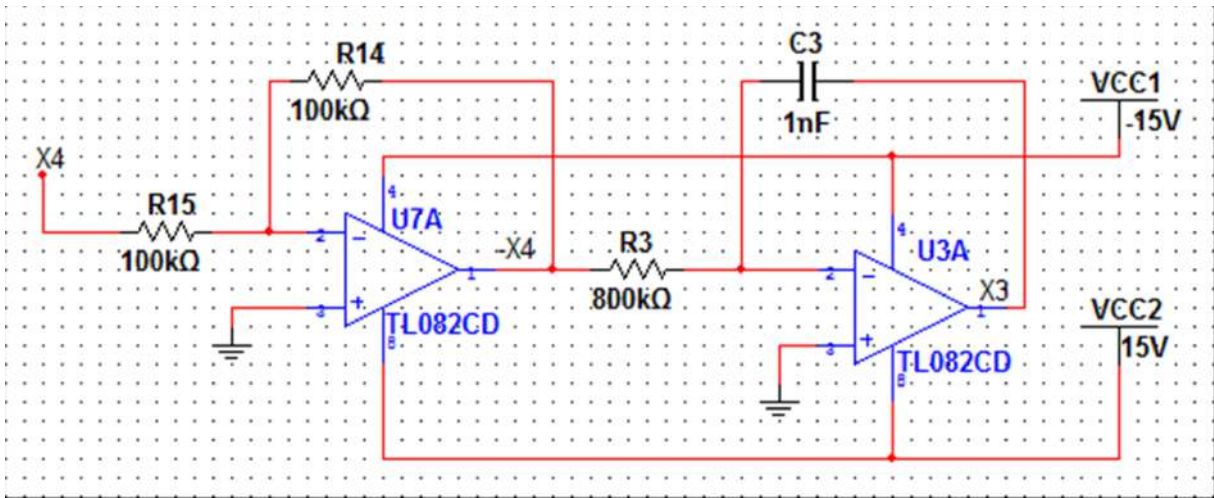 R14
100kΩ
C3
1nF
VCC1
-15V
X4
R15
100kΩ
4
U7A
2
1
3
8
TL082CD
-X4
R3
800kΩ
4
U3A
2
1
3
8
TL082CD
X3
VCC2
15V